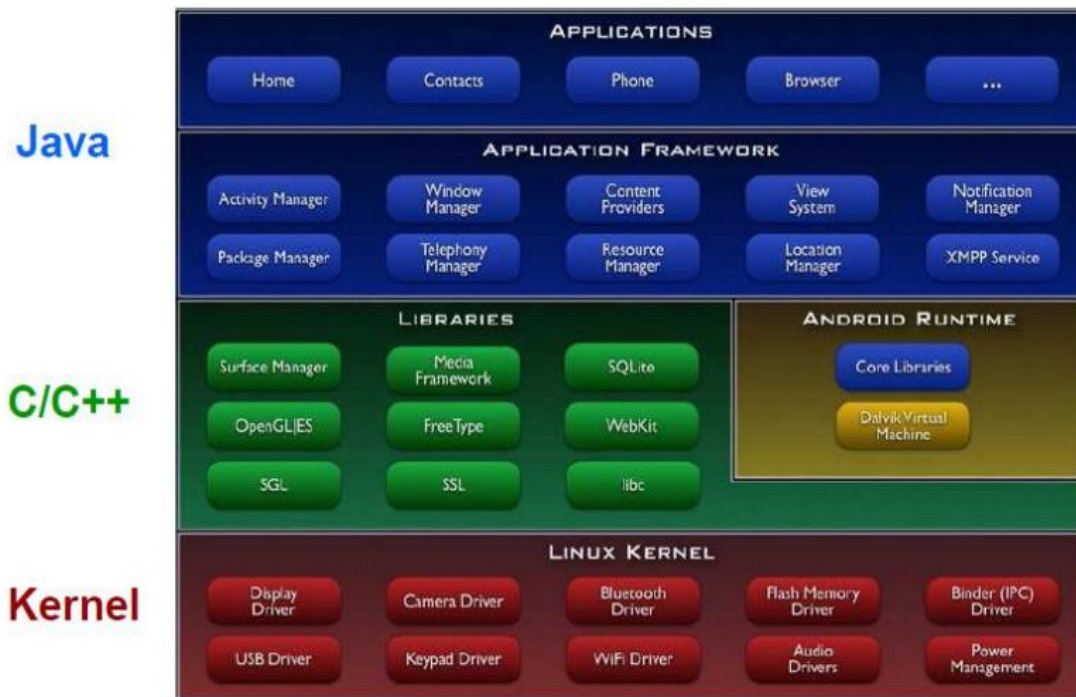 APPLICATIONS
Home Contacts Phone Browser ...
Java
APPLICATION FRAMEWORK
Activity Manager Window Manager Content Providers View System Notification Manager
Package Manager Telephony Manager Resource Manager Location Manager XMPP Service
C/C++
LIBRARIES
Surface Manager Media Framework SQLite
OpenGL|ES FreeType WebKit
SGL SSL libc
ANDROID RUNTIME
Core Libraries
Dalvik Virtual Machine
Kernel
LINUX KERNEL
Display Driver Camera Driver Bluetooth Driver Flash Memory Driver Binder (IPC) Driver
USB Driver Keypad Driver WiFi Driver Audio Drivers Power Management